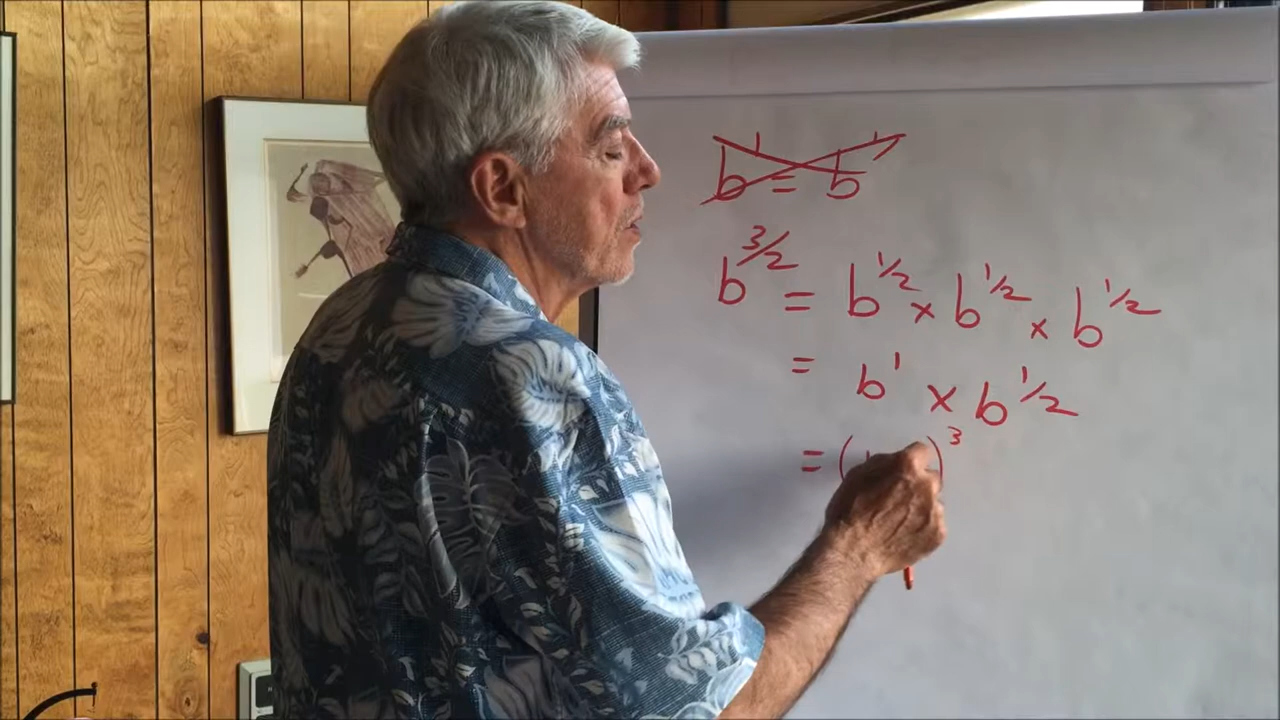 b¹ = b¹
b^3/2 = b^1/2 × b^1/2 × b^1/2
= b¹ × b^1/2
= ( )³